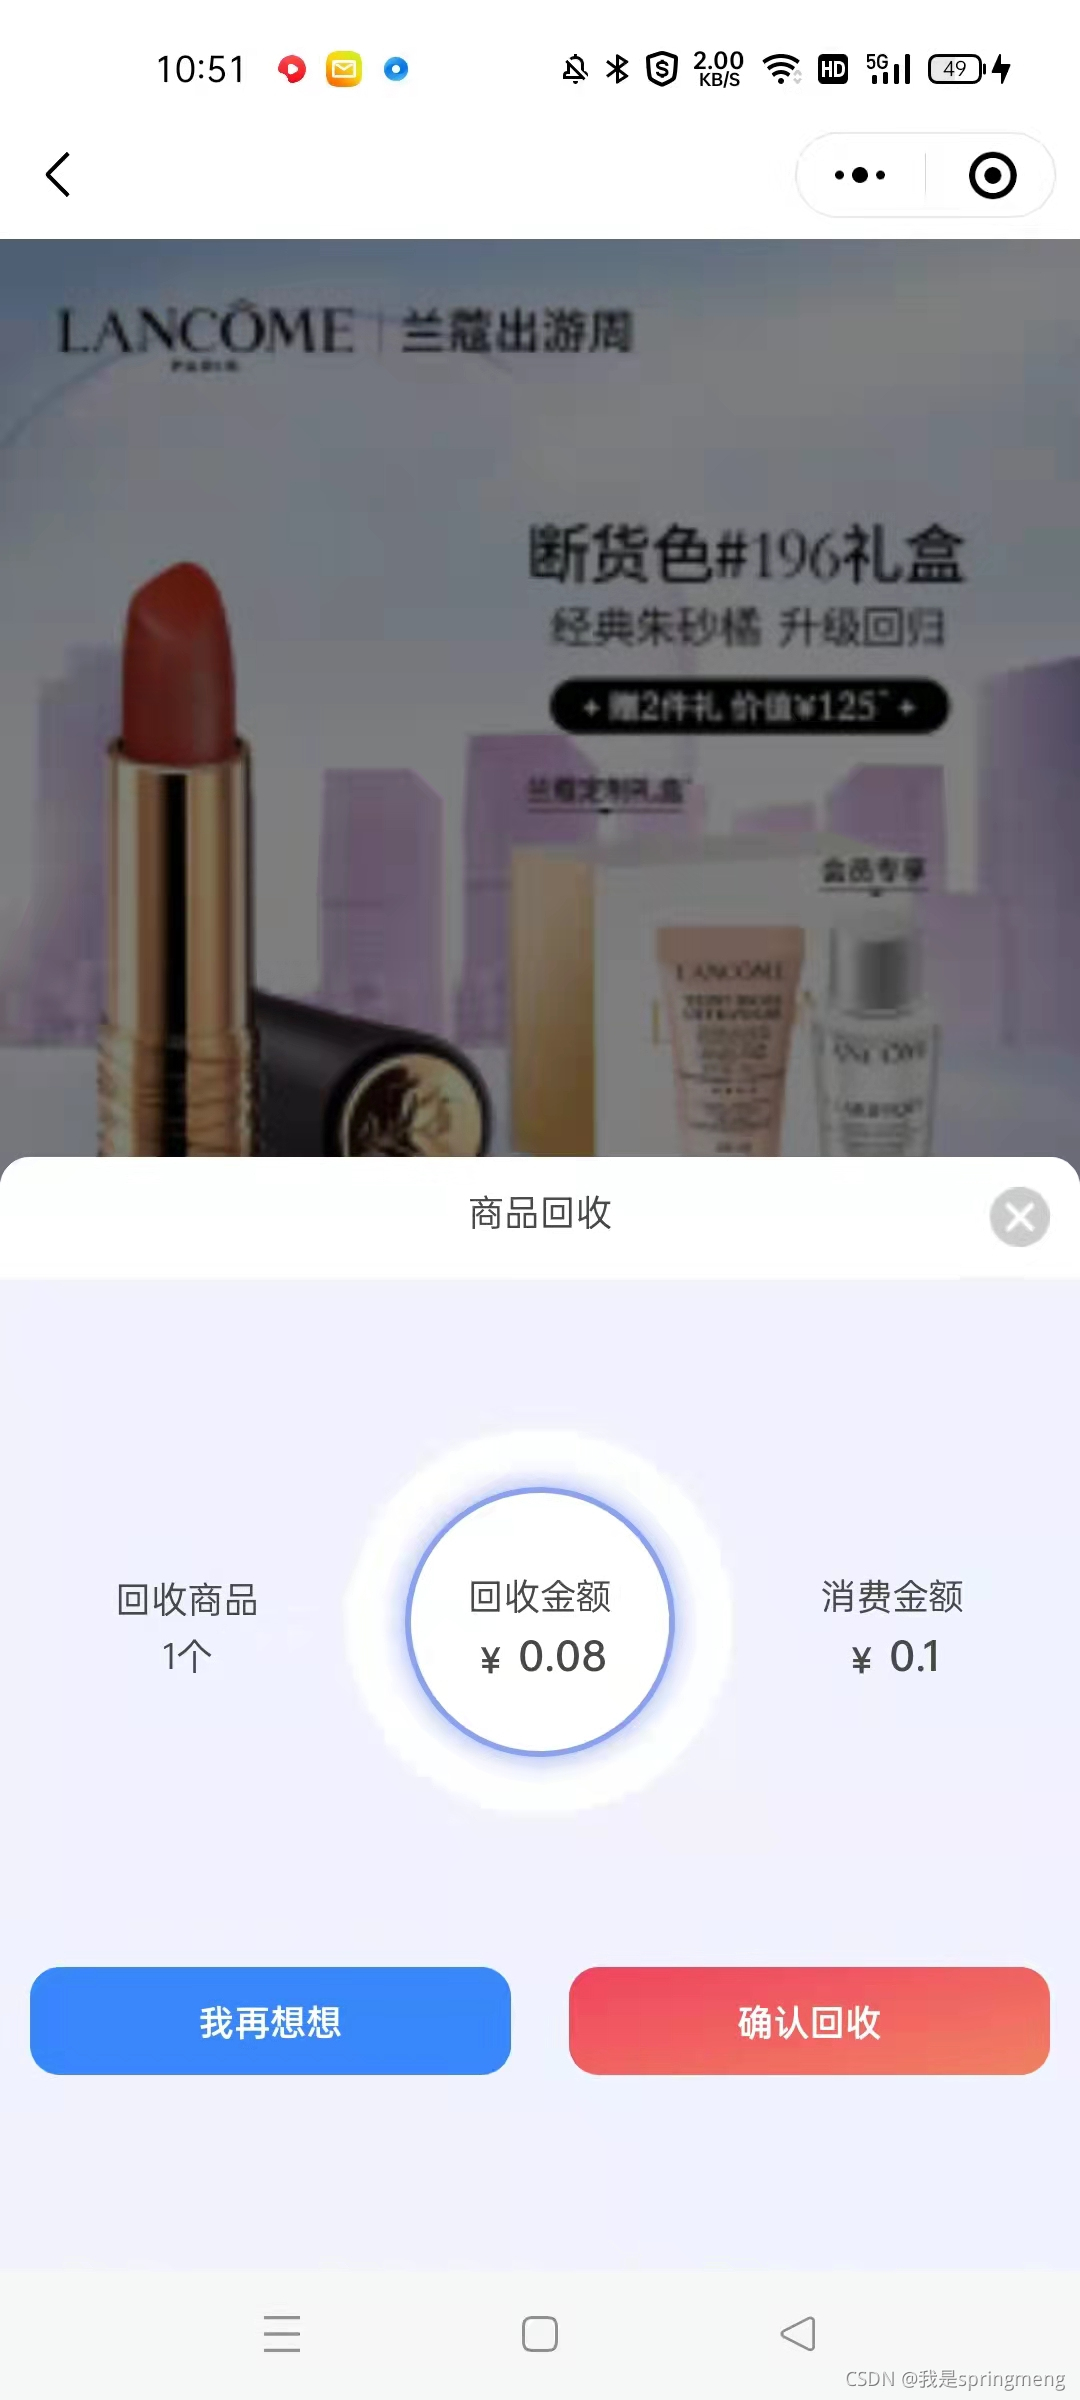 10:51
2.00
KB/S
HD
5G
49
LANCÔME | 兰蔻出游周
PARIS
断货色#196礼盒
经典朱砂橘 升级回归
+ 赠2件礼 价值¥125 +
兰蔻定制礼盒
会员专享
LANCOME
LANCOME
商品回收
回收商品
1个
回收金额
¥ 0.08
消费金额
¥ 0.1
我再想想
确认回收
CSDN @我是springmeng